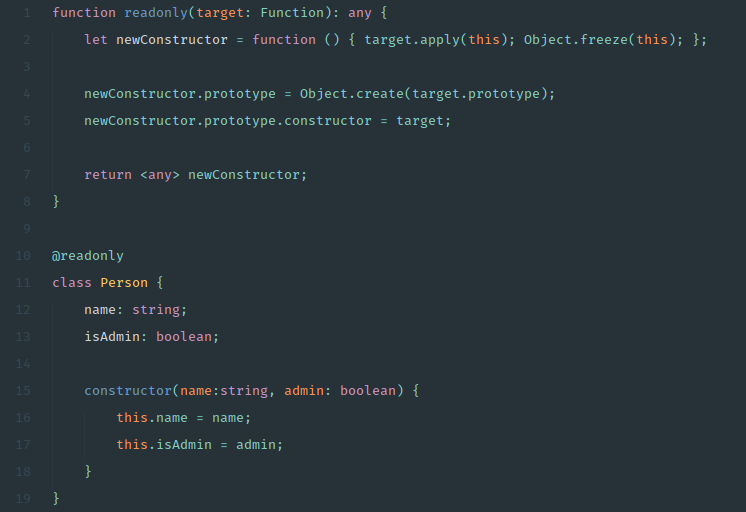 1 function readonly(target: Function): any {
2     let newConstructor = function () { target.apply(this); Object.freeze(this); };
3
4     newConstructor.prototype = Object.create(target.prototype);
5     newConstructor.prototype.constructor = target;
6
7     return <any> newConstructor;
8 }
9
10 @readonly
11 class Person {
12     name: string;
13     isAdmin: boolean;
14
15     constructor(name:string, admin: boolean) {
16         this.name = name;
17         this.isAdmin = admin;
18     }
19 }